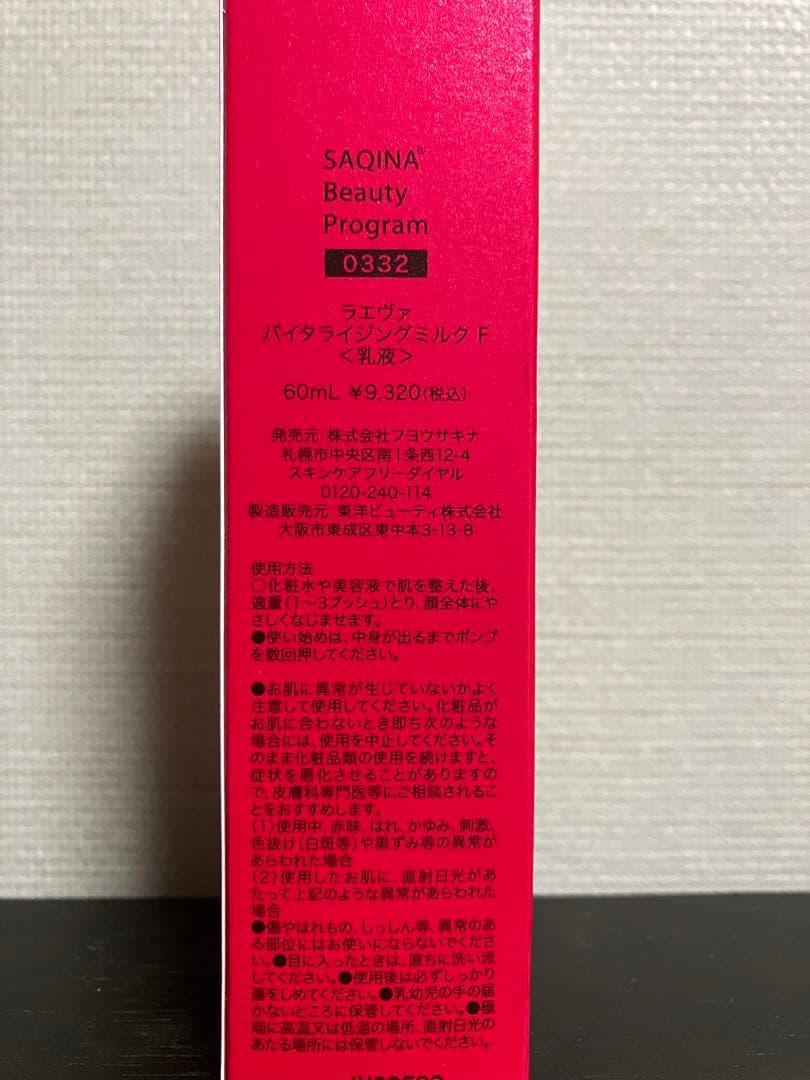 SAQINA®
Beauty
Program
0332
ラエヴァ
バイタライジングミルク F
＜乳液＞
60mL ¥9,320(税込)
発売元 株式会社フヨウサキナ
札幌市中央区南1条西12-4
スキンケアフリーダイヤル
0120-240-114
製造販売元:東洋ビューティ株式会社
大阪市東成区東中本3-13-8
使用方法
○化粧水や美容液で肌を整えた後、
適量(1〜3プッシュ)とり、顔全体にや
さしくなじませます。
●使い始めは、中身が出るまでポンプ
を数回押してください。
●お肌に異常が生じていないかよく
注意して使用してください。化粧品が
お肌に合わないとき即ち次のような
場合には、使用を中止してください。そ
のまま化粧品類の使用を続けますと、
症状を悪化させることがありますの
で、皮膚科専門医等にご相談されるこ
とをおすすめします。
(1)使用中、赤味、はれ、かゆみ、刺激、
色抜け(白斑等)や黒ずみ等の異常が
あらわれた場合
(2)使用したお肌に、直射日光があ
たって上記のような異常があらわれた
場合
●傷やはれもの、しっしん等、異常のあ
る部位にはお使いにならないでくださ
い。●目に入ったときは、直ちに洗い流
してください。●使用後は必ずしっかり
蓋をしめてください。●乳幼児の手の届
かないところに保管してください。●極
端に高温又は低温の場所、直射日光の
あたる場所には保管しないでください。